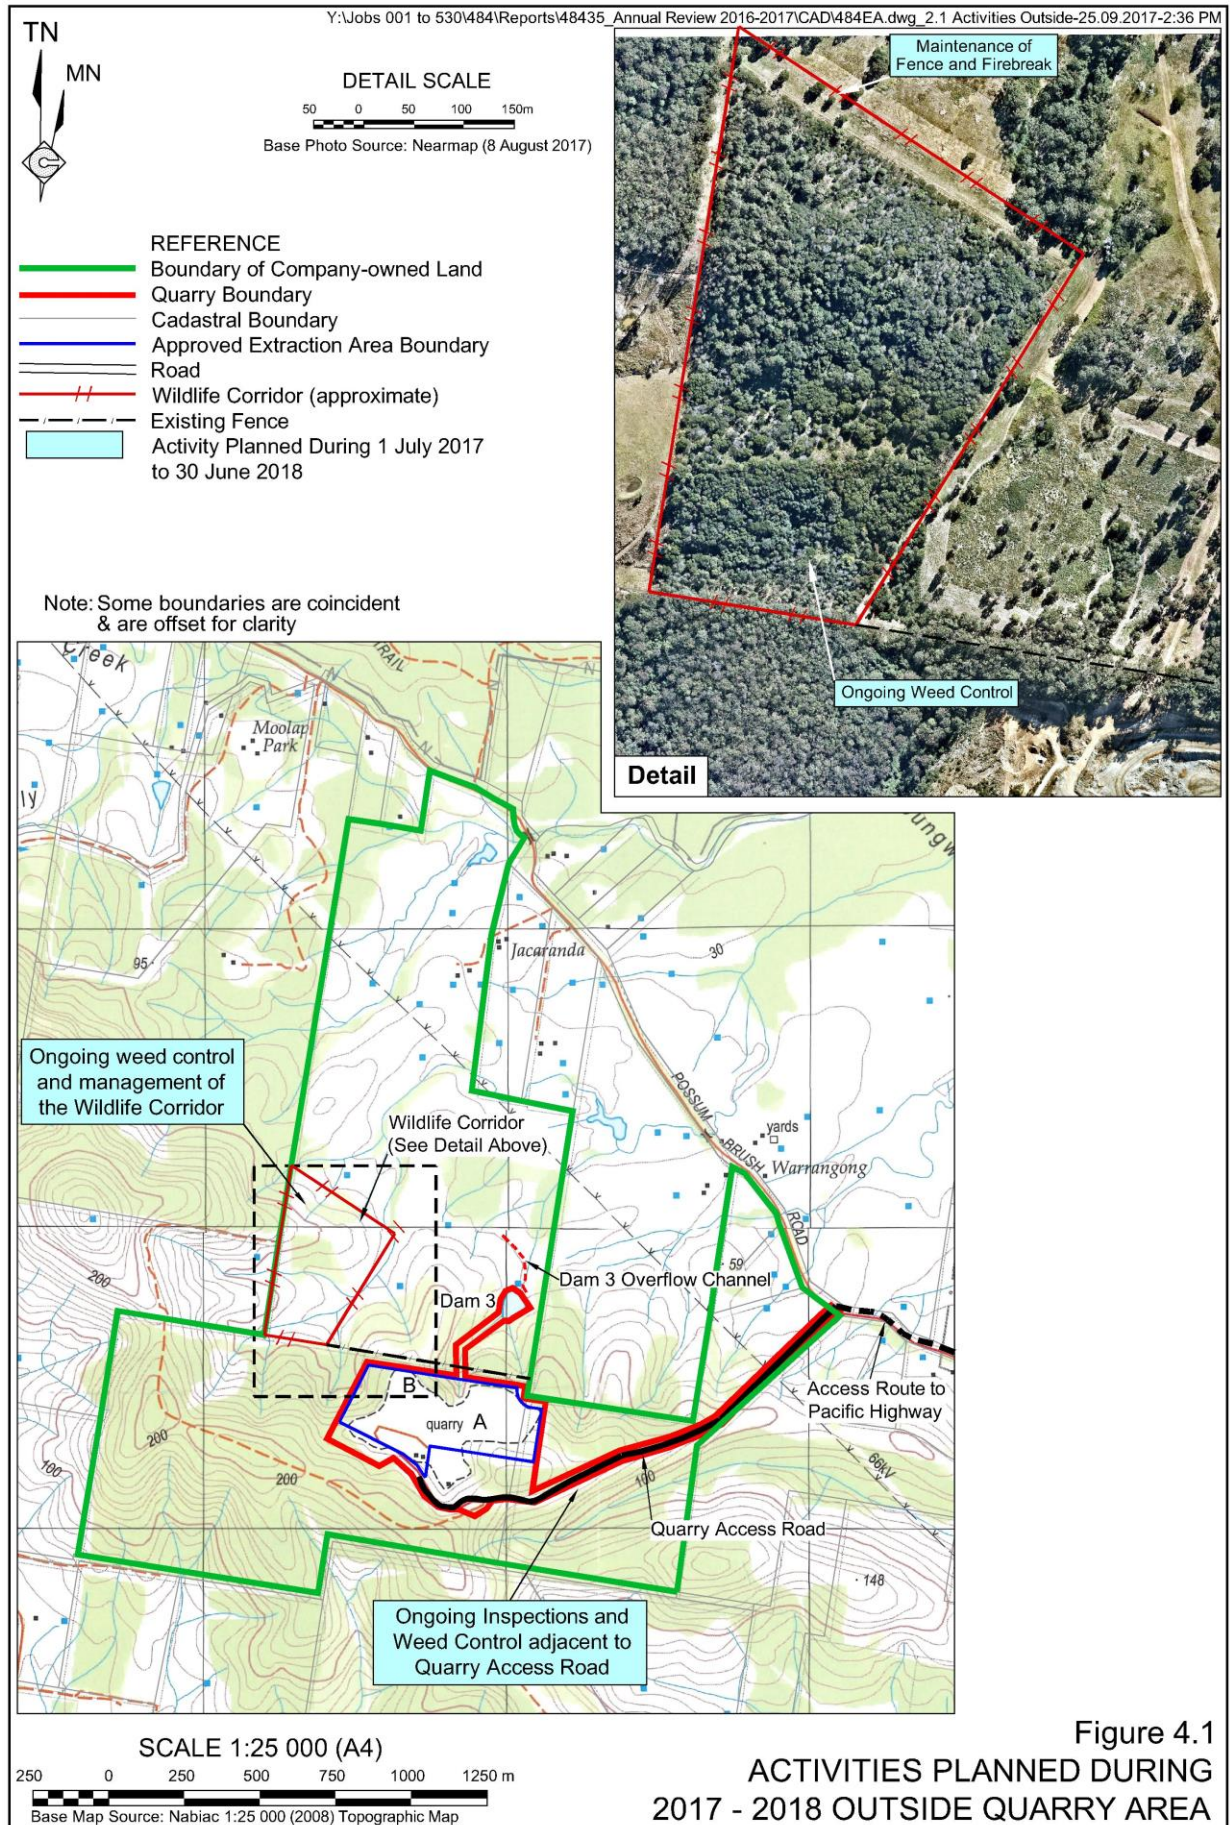 Y:\Jobs 001 to 530\484\Reports\48435_Annual Review 2016-2017\CAD\484EA.dwg_2.1 Activities Outside-25.09.2017-2:36 PM
TN
MN
DETAIL SCALE
50 0 50 100 150m
Base Photo Source: Nearmap (8 August 2017)
REFERENCE
Boundary of Company-owned Land
Quarry Boundary
Cadastral Boundary
Approved Extraction Area Boundary
Road
Wildlife Corridor (approximate)
Existing Fence
Activity Planned During 1 July 2017
to 30 June 2018
Note: Some boundaries are coincident
& are offset for clarity
Maintenance of
Fence and Firebreak
Ongoing Weed Control
Detail
Creek
TRAIL
N
N
N
N
N
Moolap
Park
ly
Jacaranda
30
95
POSSUM
BRUSH
ROAD
yards
Warrangong
Ongoing weed control
and management of
the Wildlife Corridor
Wildlife Corridor
(See Detail Above)
59
200
Dam 3 Overflow Channel
Dam 3
Access Route to
Pacific Highway
B
quarry A
200
100
200
100
66kV
Quarry Access Road
148
Ongoing Inspections and
Weed Control adjacent to
Quarry Access Road
SCALE 1:25 000 (A4)
250 0 250 500 750 1000 1250 m
Base Map Source: Nabiac 1:25 000 (2008) Topographic Map
Figure 4.1
ACTIVITIES PLANNED DURING
2017 - 2018 OUTSIDE QUARRY AREA